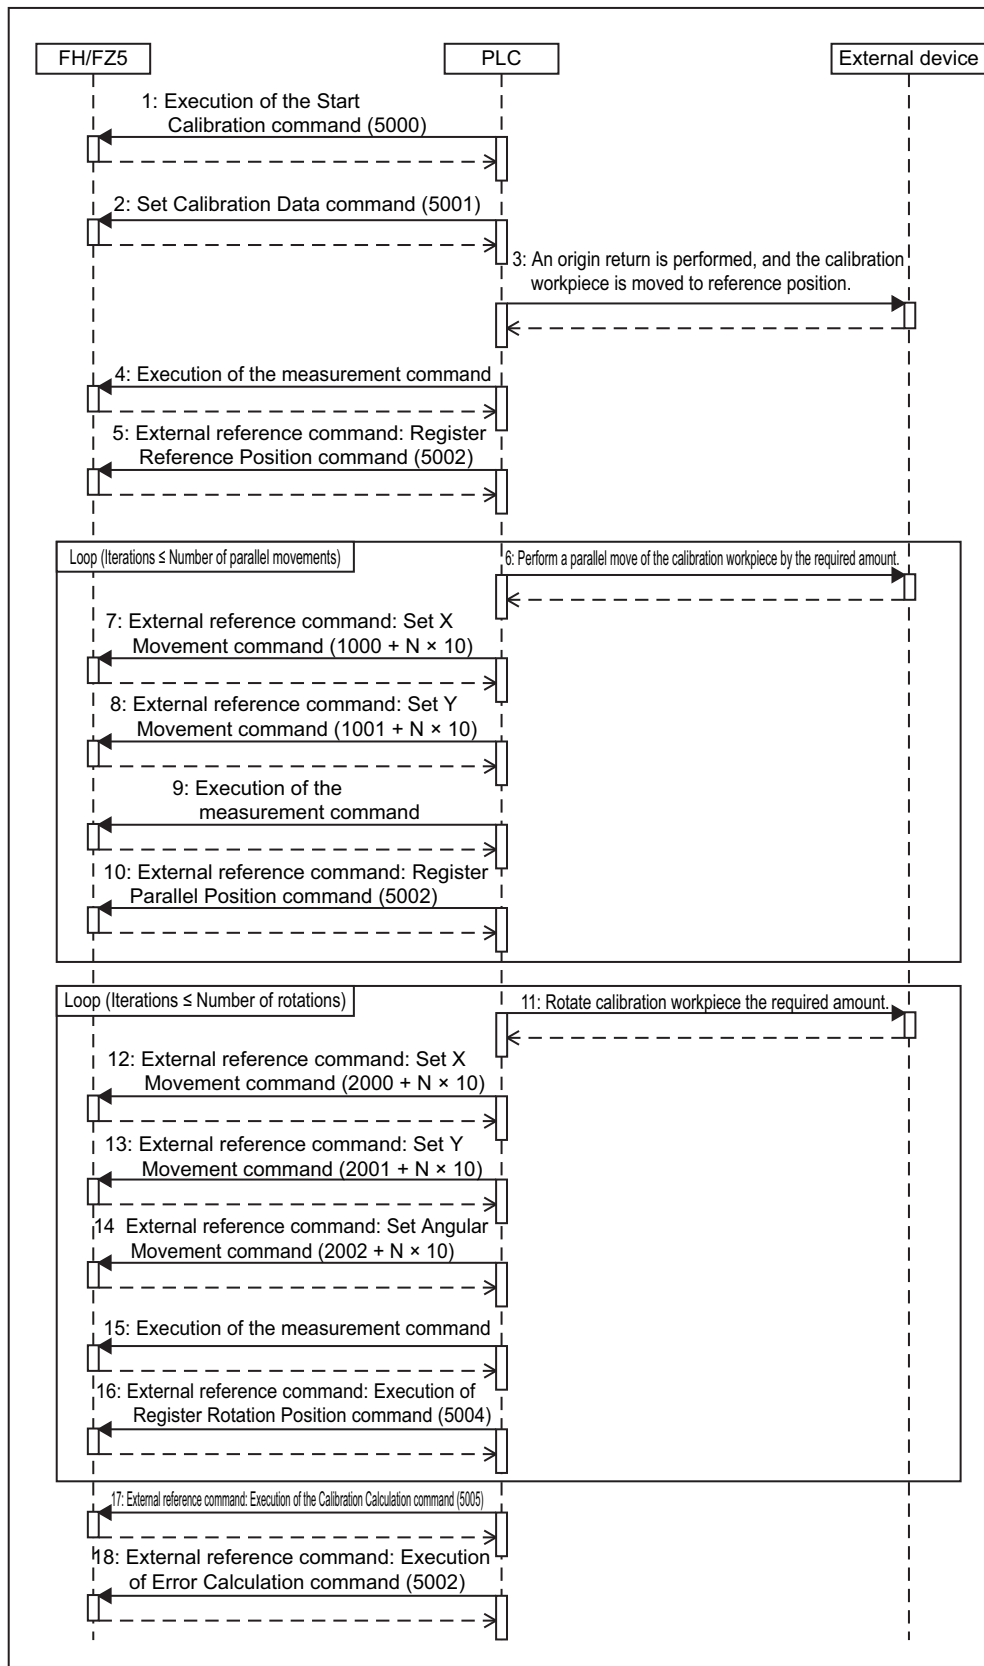 FH/FZ5
PLC
External device
1: Execution of the Start
Calibration command (5000)
2: Set Calibration Data command (5001)
3: An origin return is performed, and the calibration
workpiece is moved to reference position.
4: Execution of the measurement command
5: External reference command: Register
Reference Position command (5002)
Loop (Iterations ≤ Number of parallel movements)
6: Perform a parallel move of the calibration workpiece by the required amount.
7: External reference command: Set X
Movement command (1000 + N × 10)
8: External reference command: Set Y
Movement command (1001 + N × 10)
9: Execution of the
measurement command
10: External reference command: Register
Parallel Position command (5002)
Loop (Iterations ≤ Number of rotations)
11: Rotate calibration workpiece the required amount.
12: External reference command: Set X
Movement command (2000 + N × 10)
13: External reference command: Set Y
Movement command (2001 + N × 10)
14 External reference command: Set Angular
Movement command (2002 + N × 10)
15: Execution of the measurement command
16: External reference command: Execution of
Register Rotation Position command (5004)
17: External reference command: Execution of the Calibration Calculation command (5005)
18: External reference command: Execution
of Error Calculation command (5002)